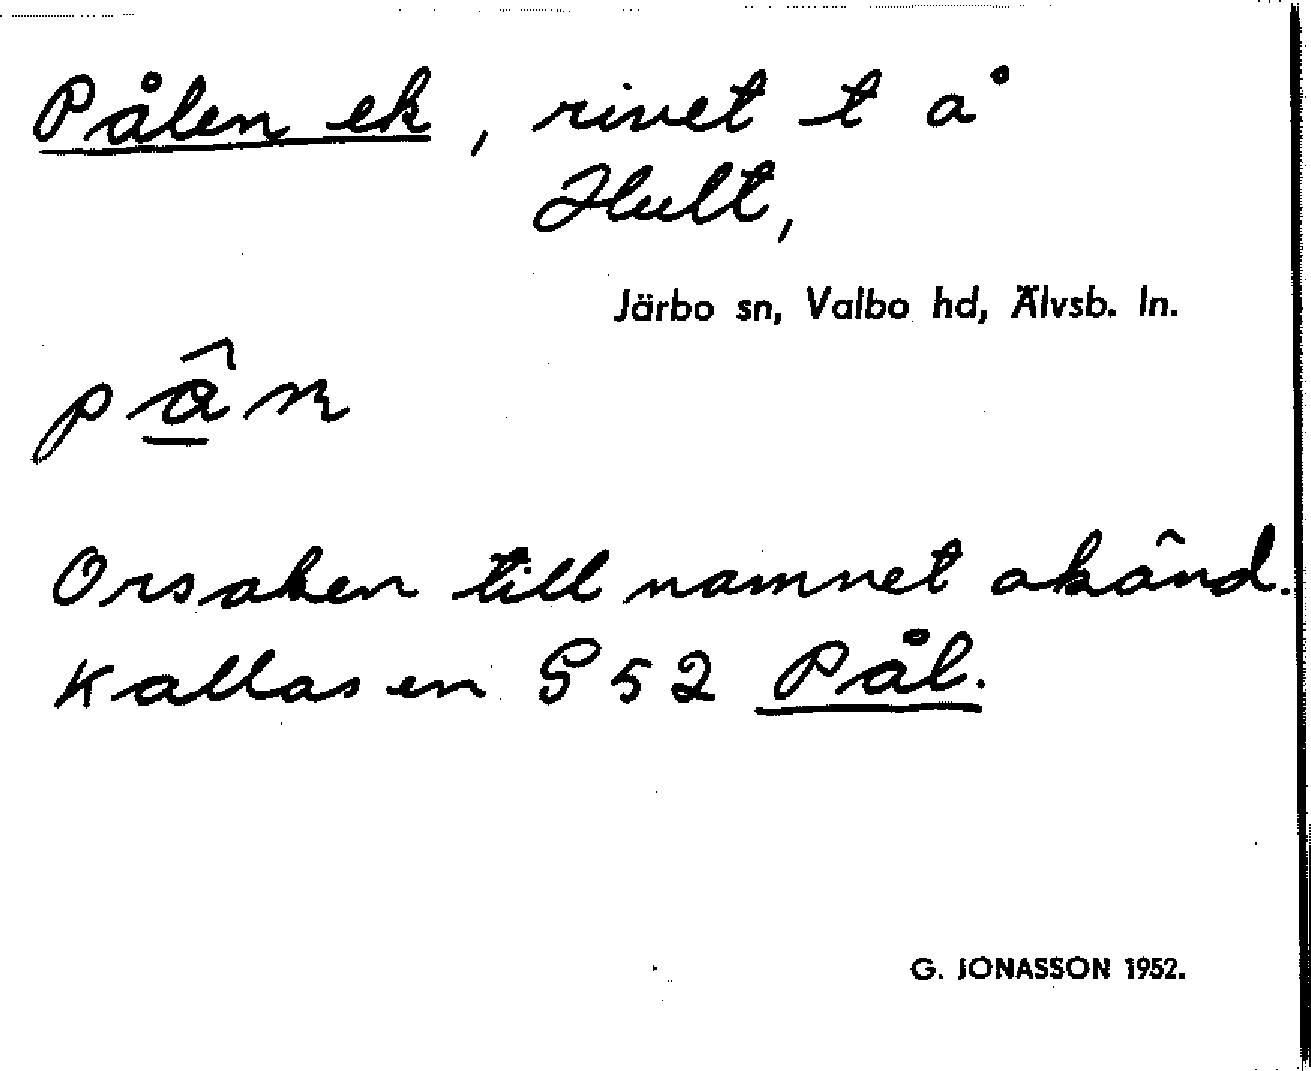 Pålen ek, rivet t å
Hult,
Järbo sn, Valbo hd, Älvsb. ln.
Orsaken till namnet okänd.
Kallas en S 52 Pål.
G. JONASSON 1952.